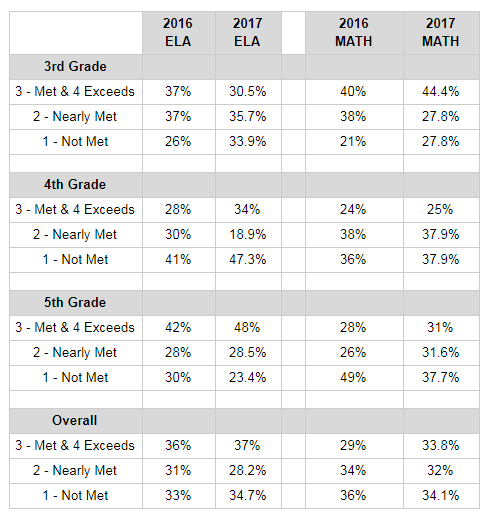 2016 2017 2016 2017
ELA ELA MATH MATH
3rd Grade
3 - Met & 4 Exceeds 37% 30.5% 40% 44.4%
2 - Nearly Met 37% 35.7% 38% 27.8%
1 - Not Met 26% 33.9% 21% 27.8%
4th Grade
3 - Met & 4 Exceeds 28% 34% 24% 25%
2 - Nearly Met 30% 18.9% 38% 37.9%
1 - Not Met 41% 47.3% 36% 37.9%
5th Grade
3 - Met & 4 Exceeds 42% 48% 28% 31%
2 - Nearly Met 28% 28.5% 26% 31.6%
1 - Not Met 30% 23.4% 49% 37.7%
Overall
3 - Met & 4 Exceeds 36% 37% 29% 33.8%
2 - Nearly Met 31% 28.2% 34% 32%
1 - Not Met 33% 34.7% 36% 34.1%